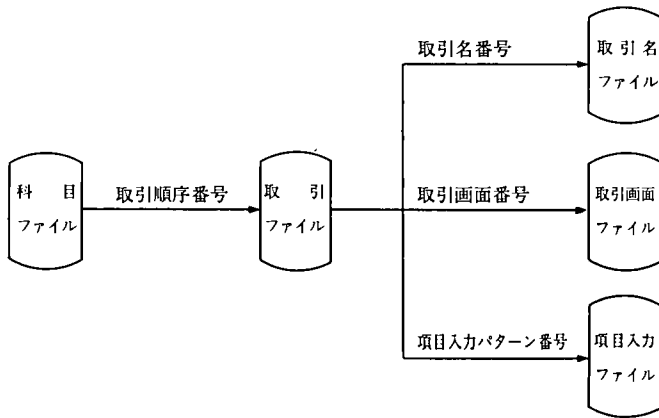 取引名番号
取引名
ファイル
科目
ファイル
取引順序番号
取引
ファイル
取引画面番号
取引画面
ファイル
項目入力パターン番号
項目入力
ファイル